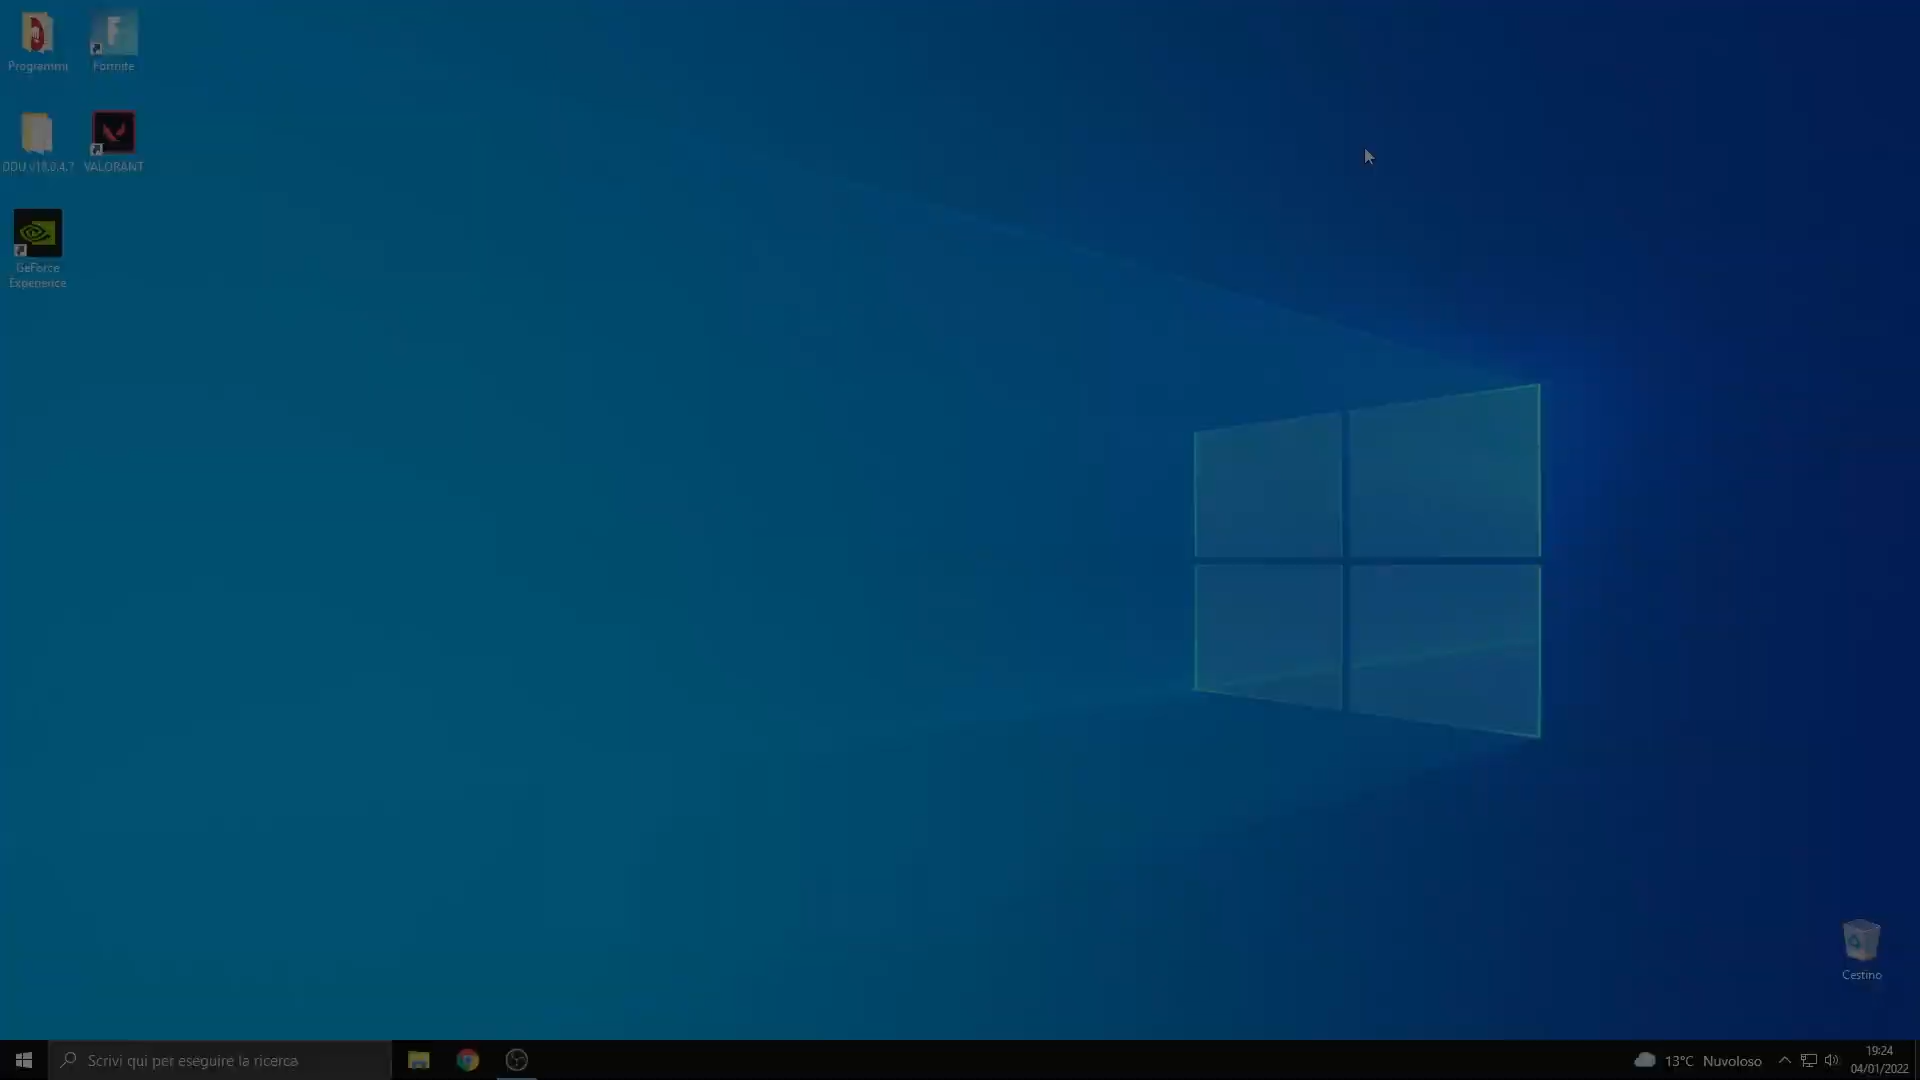 Programmi
Fortnite
DDU v18.0.4.7
VALORANT
GeForce
Experience
Cestino
Scrivi qui per eseguire la ricerca
13°C Nuvoloso
19:24
04/01/2022